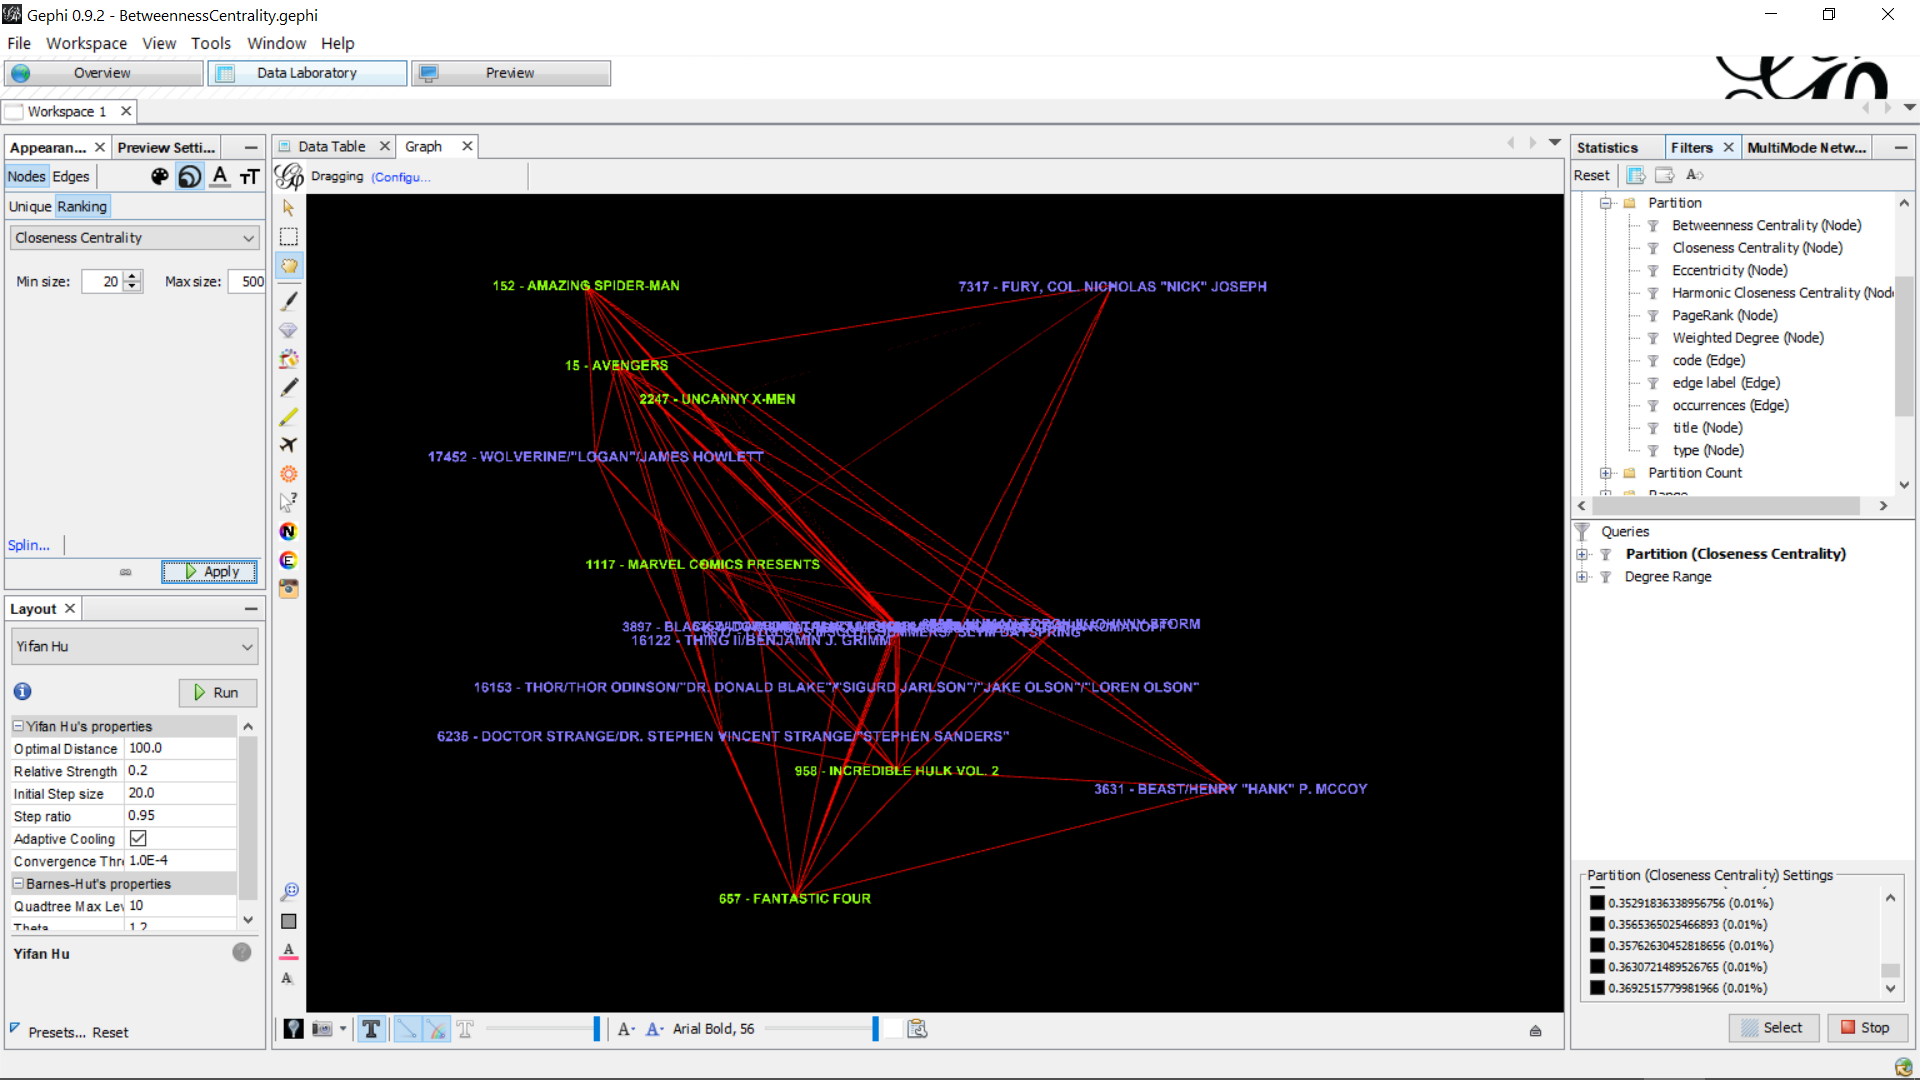 Gephi 0.9.2 - BetweennessCentrality.gephi
File Workspace View Tools Window Help
Overview Data Laboratory Preview
Workspace 1
Appearan... Preview Setti...
Nodes Edges
Unique Ranking
Closeness Centrality
Min size: 20 Max size: 500
Splin...
Apply
Layout
Yifan Hu
Run
Yifan Hu's properties
Optimal Distance 100.0
Relative Strength 0.2
Initial Step size 20.0
Step ratio 0.95
Adaptive Cooling
Convergence Thr 1.0E-4
Barnes-Hut's properties
Quadtree Max Lev 10
Theta 1.2
Yifan Hu
Presets... Reset
Data Table Graph
Dragging (Configu...
152 - AMAZING SPIDER-MAN
7317 - FURY, COL. NICHOLAS "NICK" JOSEPH
15 - AVENGERS
2247 - UNCANNY X-MEN
17452 - WOLVERINE/"LOGAN"/JAMES HOWLETT
1117 - MARVEL COMICS PRESENTS
3897 - BLACK
JOHNNY STORM
16122 - THING II/BENJAMIN J. GRIMM
16153 - THOR/THOR ODINSON/"DR. DONALD BLAKE"/"SIGURD JARLSON"/"JAKE OLSON"/"LOREN OLSON"
6235 - DOCTOR STRANGE/DR. STEPHEN VINCENT STRANGE/"STEPHEN SANDERS"
958 - INCREDIBLE HULK VOL. 2
3631 - BEAST/HENRY "HANK" P. MCCOY
657 - FANTASTIC FOUR
Arial Bold, 56
Statistics Filters MultiMode Netw...
Reset
Partition
Betweenness Centrality (Node)
Closeness Centrality (Node)
Eccentricity (Node)
Harmonic Closeness Centrality (Nod
PageRank (Node)
Weighted Degree (Node)
code (Edge)
edge label (Edge)
occurrences (Edge)
title (Node)
type (Node)
Partition Count
Range
Queries
Partition (Closeness Centrality)
Degree Range
Partition (Closeness Centrality) Settings
0.35291836338956756 (0.01%)
0.3565365025466893 (0.01%)
0.35762630452818656 (0.01%)
0.3630721489526765 (0.01%)
0.3692515779981966 (0.01%)
Select Stop